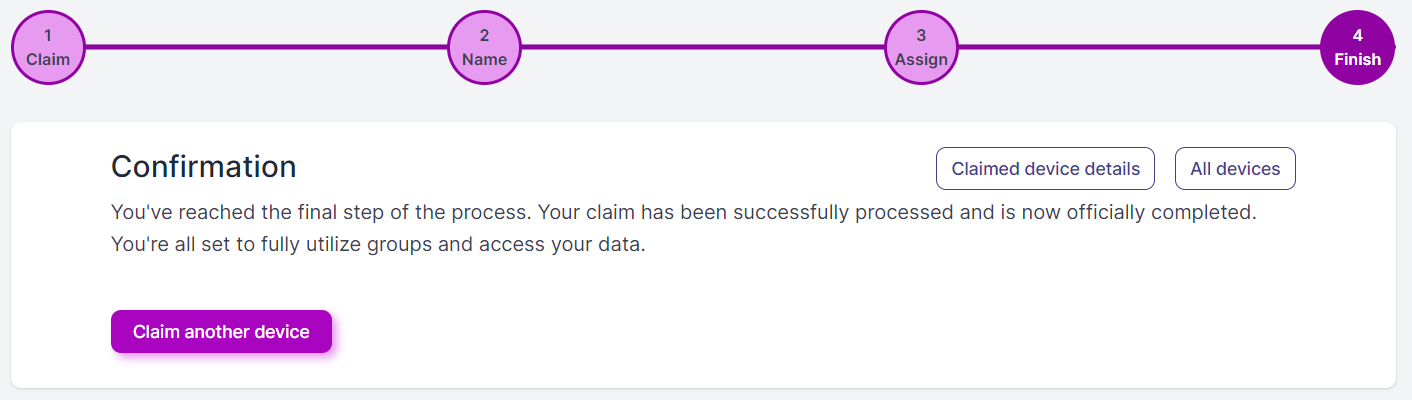 1
Claim
2
Name
3
Assign
4
Finish
Confirmation
Claimed device details
All devices
You've reached the final step of the process. Your claim has been successfully processed and is now officially completed.
You're all set to fully utilize groups and access your data.
Claim another device